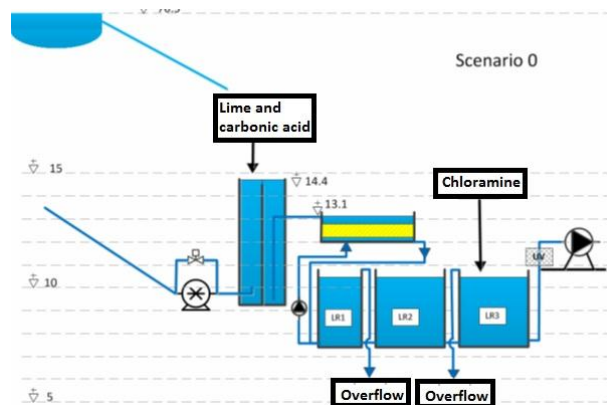 Scenario 0
Lime and
carbonic acid
15
14.4
Chloramine
13.1
UV
10
LR1
LR2
LR3
Overflow
Overflow
5